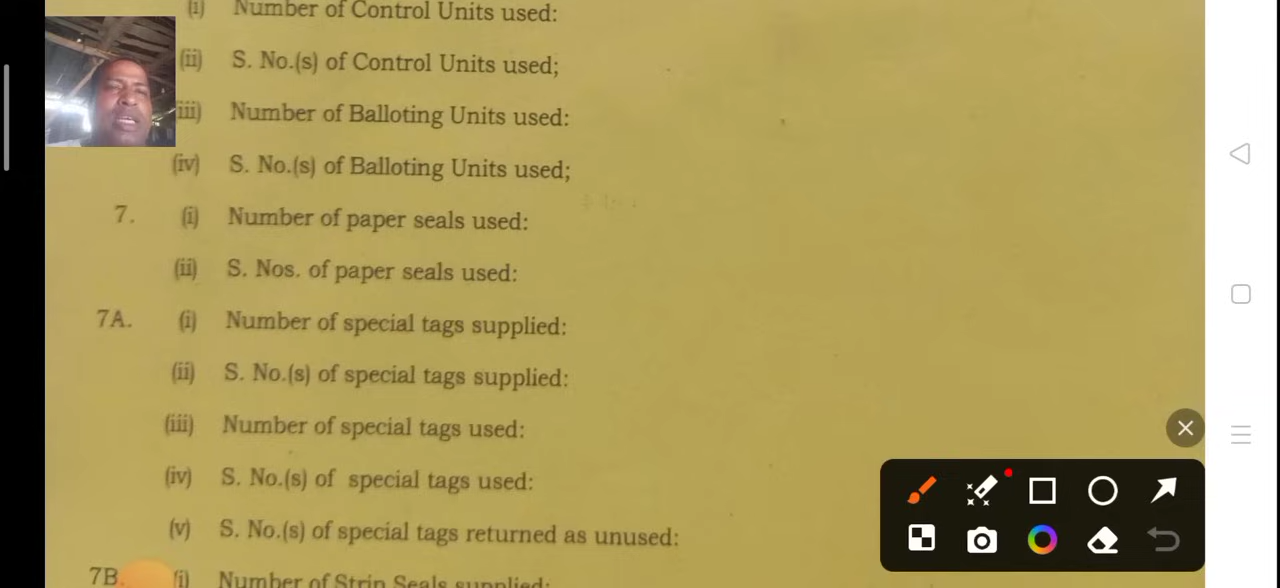 (i) Number of Control Units used:
(ii) S. No.(s) of Control Units used;
iii) Number of Balloting Units used:
(iv) S. No.(s) of Balloting Units used;
7. (i) Number of paper seals used:
(ii) S. Nos. of paper seals used:
7A. (i) Number of special tags supplied:
(ii) S. No.(s) of special tags supplied:
(iii) Number of special tags used:
(iv) S. No.(s) of special tags used:
(v) S. No.(s) of special tags returned as unused:
7B. (i) Number of Strip Seals supplied: